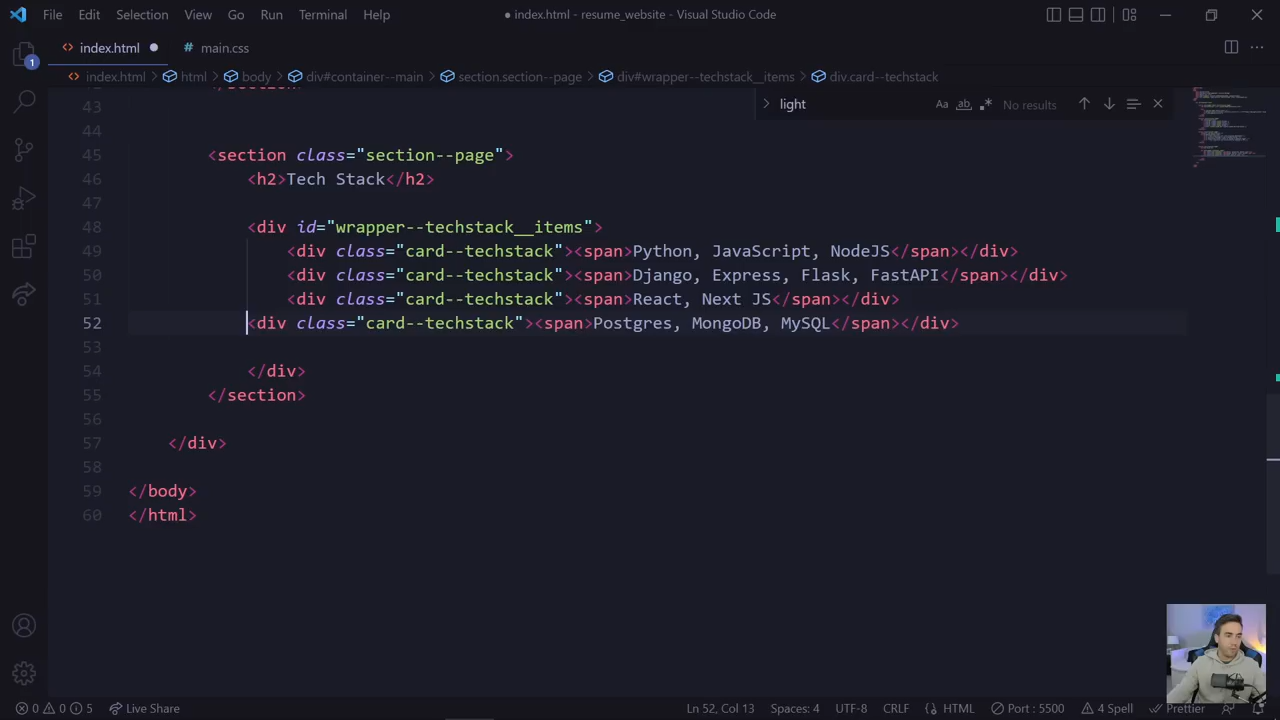 File Edit Selection View Go Run Terminal Help ● index.html - resume_website - Visual Studio Code
<> index.html ● # main.css
<> index.html > html > body > div#container--main > section.section--page > div#wrapper--techstack__items > div.card--techstack
light Aa ab No results
1
43
44
45 <section class="section--page">
46 <h2>Tech Stack</h2>
47
48 <div id="wrapper--techstack__items">
49 <div class="card--techstack"><span>Python, JavaScript, NodeJS</span></div>
50 <div class="card--techstack"><span>Django, Express, Flask, FastAPI</span></div>
51 <div class="card--techstack"><span>React, Next JS</span></div>
52 <div class="card--techstack"><span>Postgres, MongoDB, MySQL</span></div>
53
54 </div>
55 </section>
56
57 </div>
58
59 </body>
60 </html>
0 0 5 Live Share Ln 52, Col 13 Spaces: 4 UTF-8 CRLF HTML Port : 5500 4 Spell Prettier